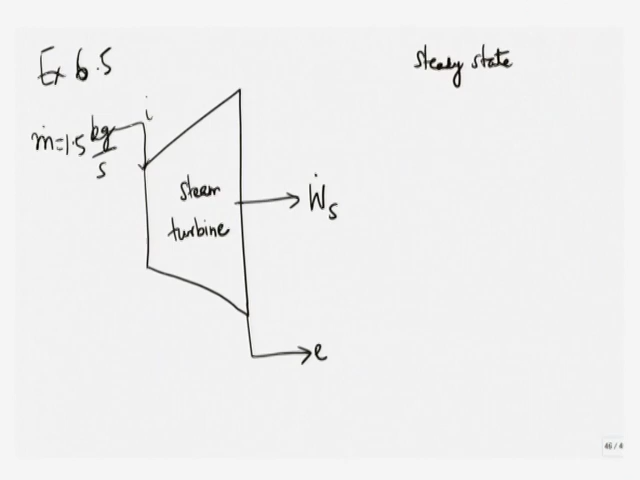 Ex 6.5
steady state
i
ṁ=1.5 kg/s
steam
turbine
Ẇs
e
46 / 4